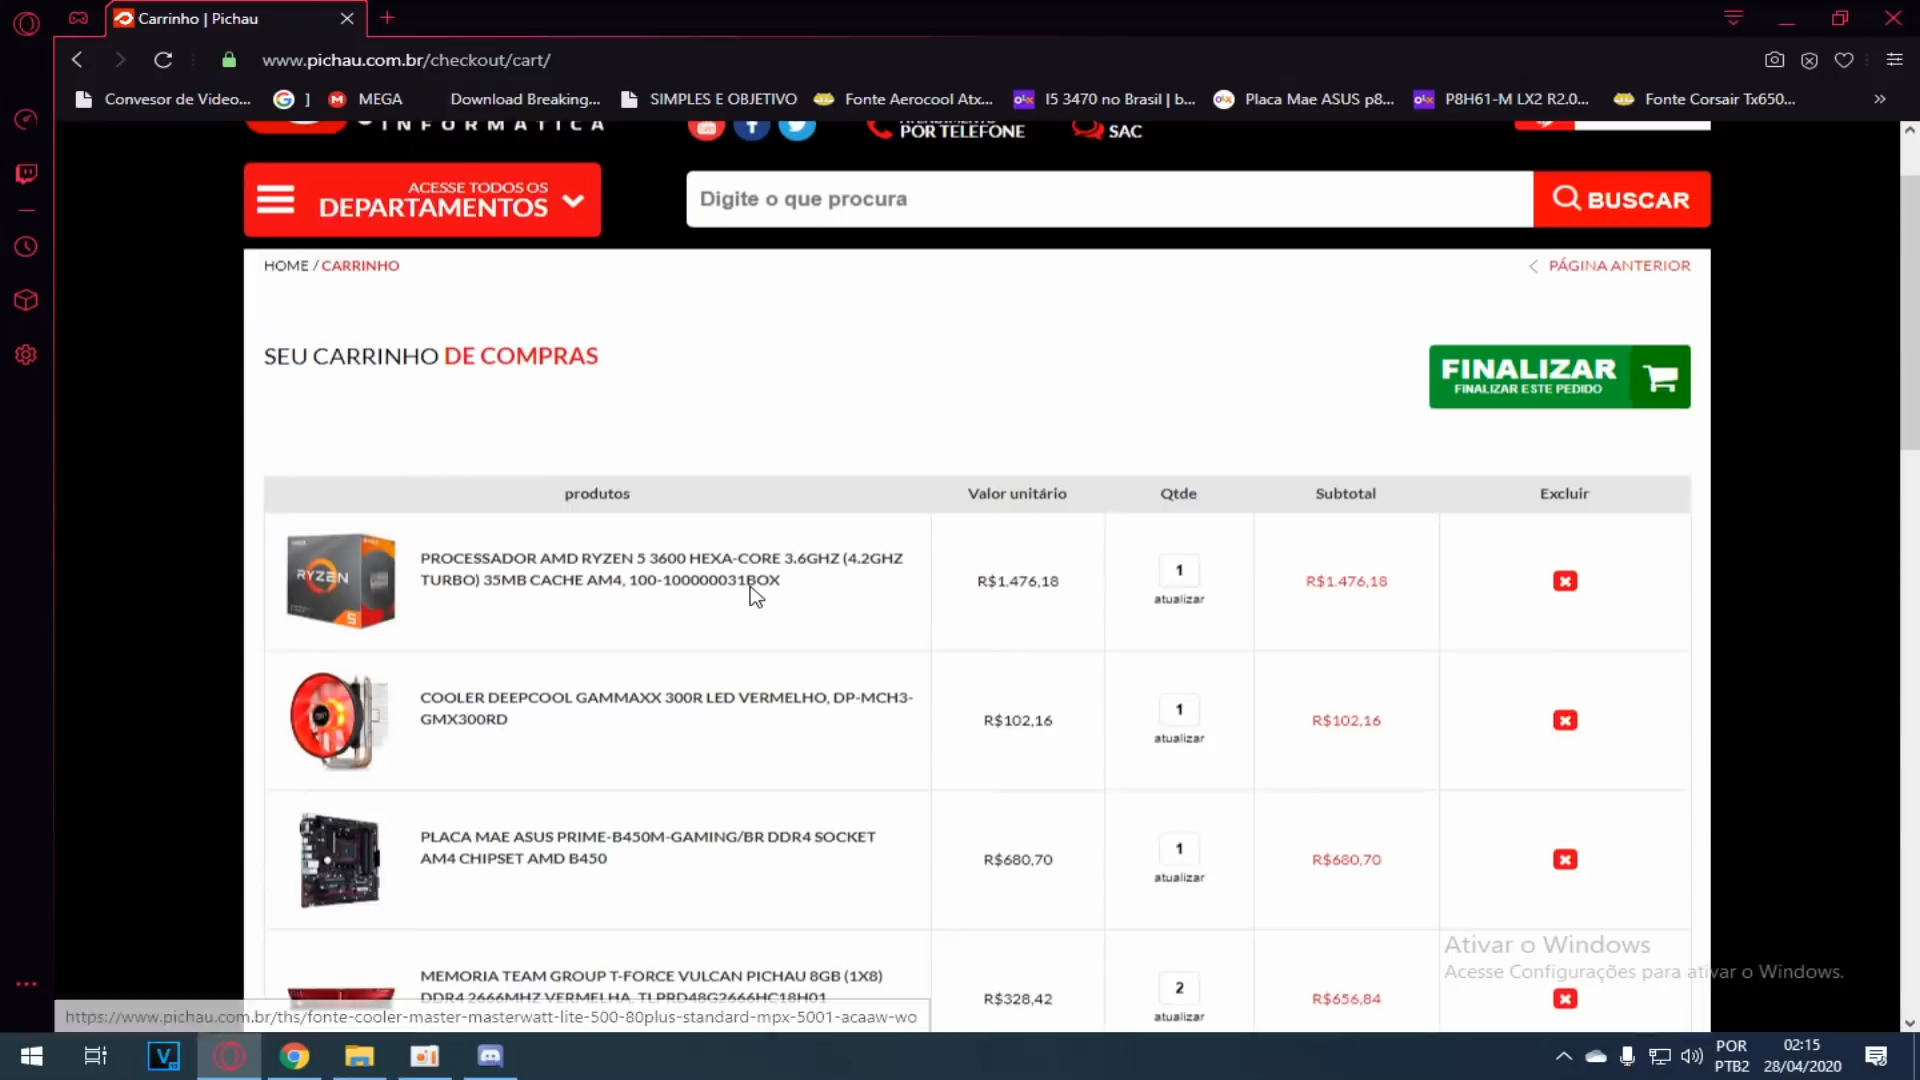 Carrinho | Pichau
www.pichau.com.br/checkout/cart/
Convesor de Video... ] MEGA Download Breaking... SIMPLES E OBJETIVO Fonte Aerocool Atx... I5 3470 no Brasil | b... Placa Mae ASUS p8... P8H61-M LX2 R2.0... Fonte Corsair Tx650... »
INFORMATICA
POR TELEFONE
SAC
ACESSE TODOS OS
DEPARTAMENTOS
Digite o que procura
BUSCAR
HOME / CARRINHO
PÁGINA ANTERIOR
SEU CARRINHO DE COMPRAS
FINALIZAR
FINALIZAR ESTE PEDIDO
produtos Valor unitário Qtde Subtotal Excluir
RYZEN
5
PROCESSADOR AMD RYZEN 5 3600 HEXA-CORE 3.6GHZ (4.2GHZ
TURBO) 35MB CACHE AM4, 100-100000031BOX
R$1.476,18
1
atualizar
R$1.476,18
COOLER DEEPCOOL GAMMAXX 300R LED VERMELHO, DP-MCH3-
GMX300RD
R$102,16
1
atualizar
R$102,16
PLACA MAE ASUS PRIME-B450M-GAMING/BR DDR4 SOCKET
AM4 CHIPSET AMD B450
R$680,70
1
atualizar
R$680,70
MEMORIA TEAM GROUP T-FORCE VULCAN PICHAU 8GB (1X8)
DDR4 2666MHZ VERMELHA, TLPRD48G2666HC18H01
R$328,42
2
atualizar
R$656,84
Ativar o Windows
Acesse Configurações para ativar o Windows.
https://www.pichau.com.br/ths/fonte-cooler-master-masterwatt-lite-500-80plus-standard-mpx-5001-acaaw-wo
POR
PTB2
02:15
28/04/2020